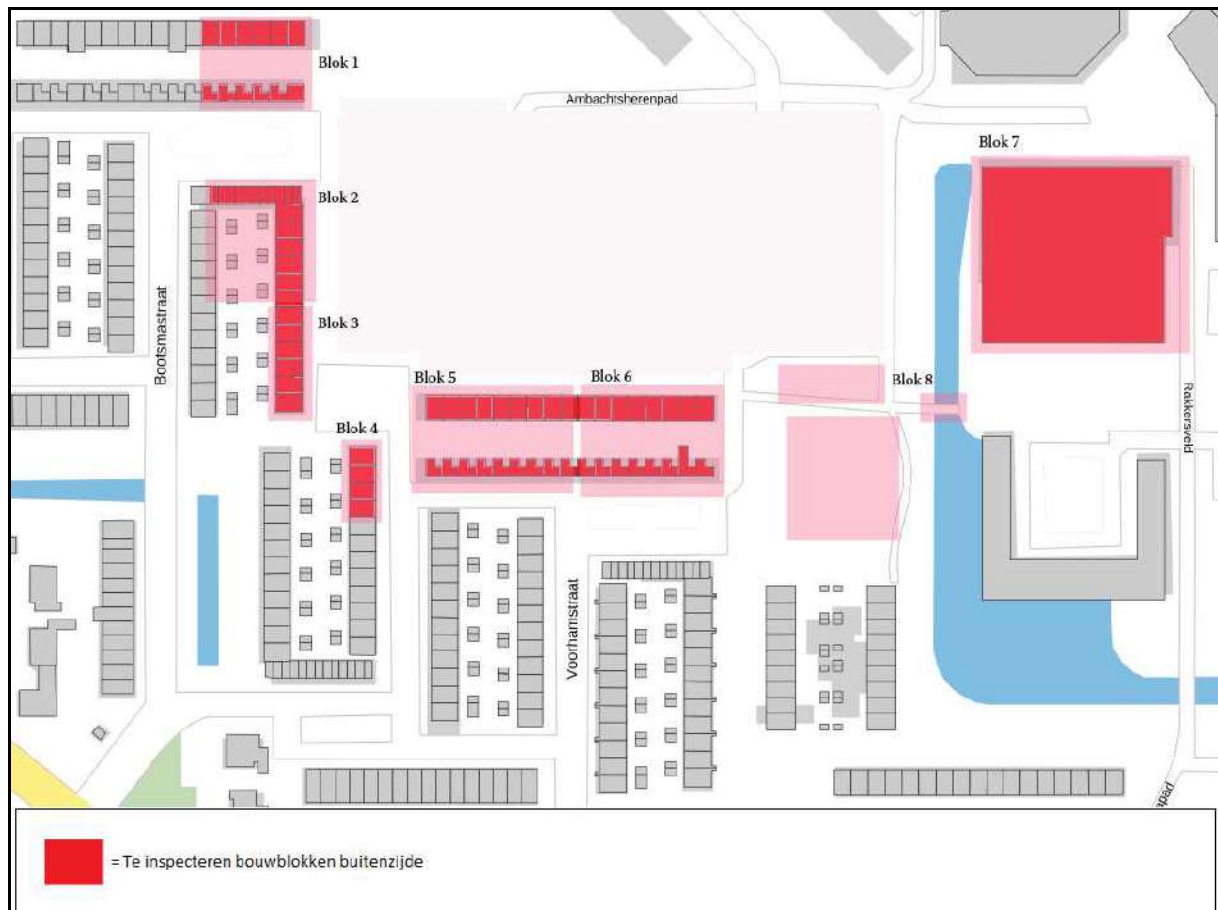 Blok 1
Ambachtsherenpad
Blok 7
Blok 2
Bootsmastraat
Blok 3
Blok 5
Blok 6
Blok 8
Rakkersveld
Blok 4
Voorhamstraat
spad
= Te inspecteren bouwblokken buitenzijde